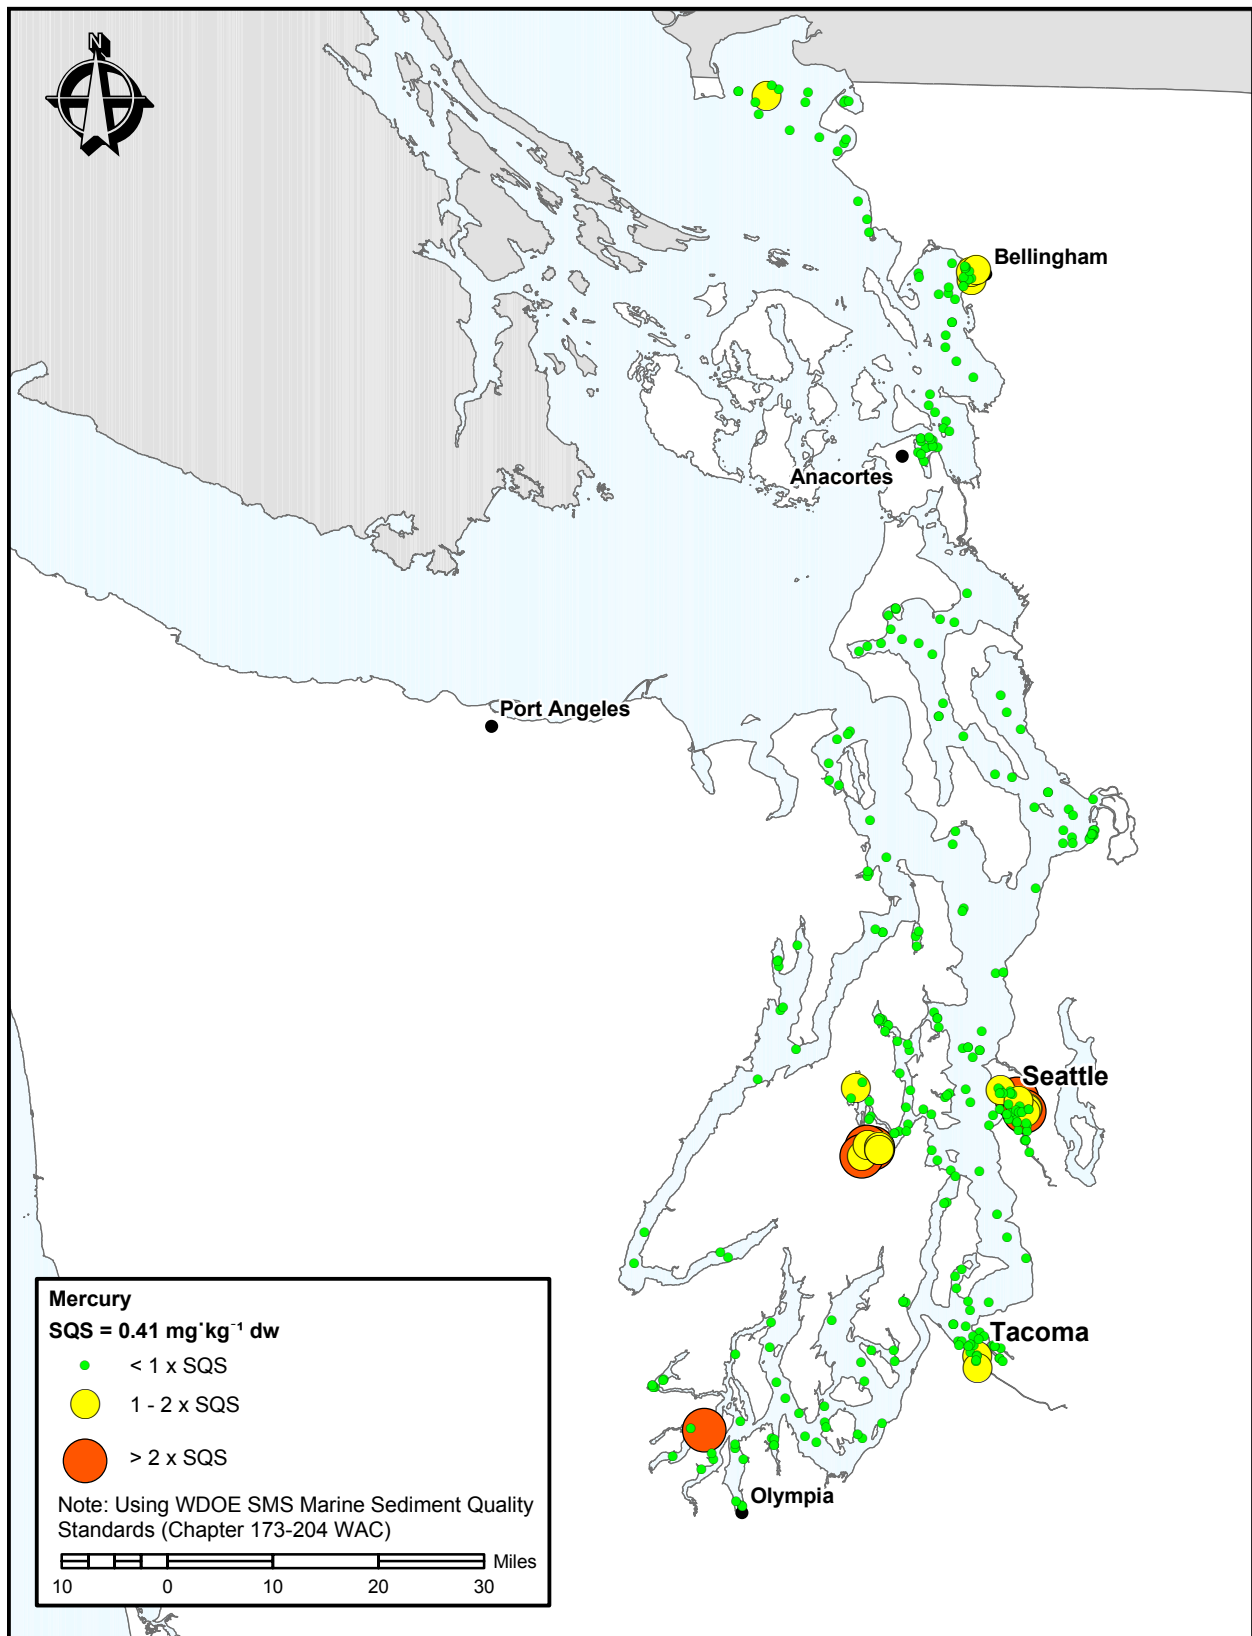 N
Bellingham
Anacortes
Port Angeles
Seattle
Tacoma
Olympia
Mercury
SQS = 0.41 mg˙kg⁻¹ dw
< 1 x SQS
1 - 2 x SQS
> 2 x SQS
Note: Using WDOE SMS Marine Sediment Quality
Standards (Chapter 173-204 WAC)
Miles
10 0 10 20 30